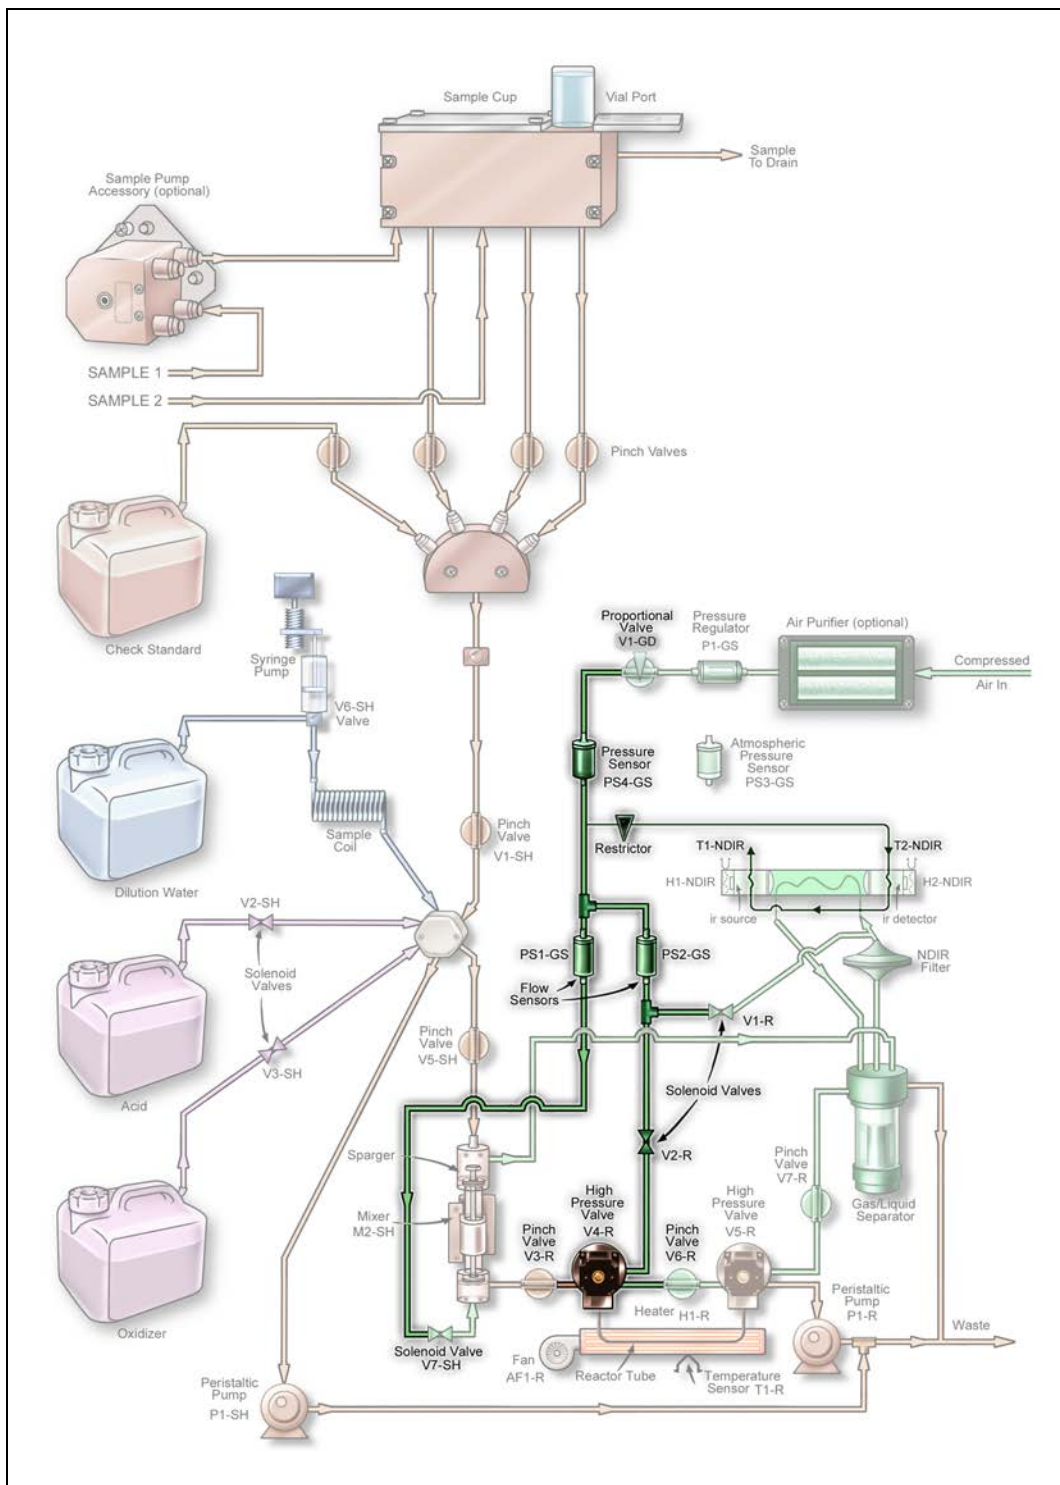 Sample Cup
Vial Port
Sample
To Drain
Sample Pump
Accessory (optional)
SAMPLE 1
SAMPLE 2
Pinch Valves
Check Standard
Syringe
Pump
V6-SH
Valve
Proportional
Valve
V1-GD
Pressure
Regulator
P1-GS
Air Purifier (optional)
Compressed
Air In
Pressure
Sensor
PS4-GS
Atmospheric
Pressure
Sensor
PS3-GS
Dilution Water
Sample
Coil
Pinch
Valve
V1-SH
Restrictor
T1-NDIR
T2-NDIR
H1-NDIR
H2-NDIR
ir source
ir detector
V2-SH
Solenoid
Valves
V3-SH
Acid
PS1-GS
PS2-GS
Flow
Sensors
NDIR
Filter
V1-R
Pinch
Valve
V5-SH
Solenoid Valves
V2-R
Sparger
Mixer
M2-SH
Pinch
Valve
V7-R
Gas/Liquid
Separator
High
Pressure
Valve
V4-R
High
Pressure
Valve
V5-R
Pinch
Valve
V3-R
Pinch
Valve
V6-R
Oxidizer
Heater
H1-R
Peristaltic
Pump
P1-R
Waste
Solenoid Valve
V7-SH
Fan
AF1-R
Reactor Tube
Temperature
Sensor T1-R
Peristaltic
Pump
P1-SH